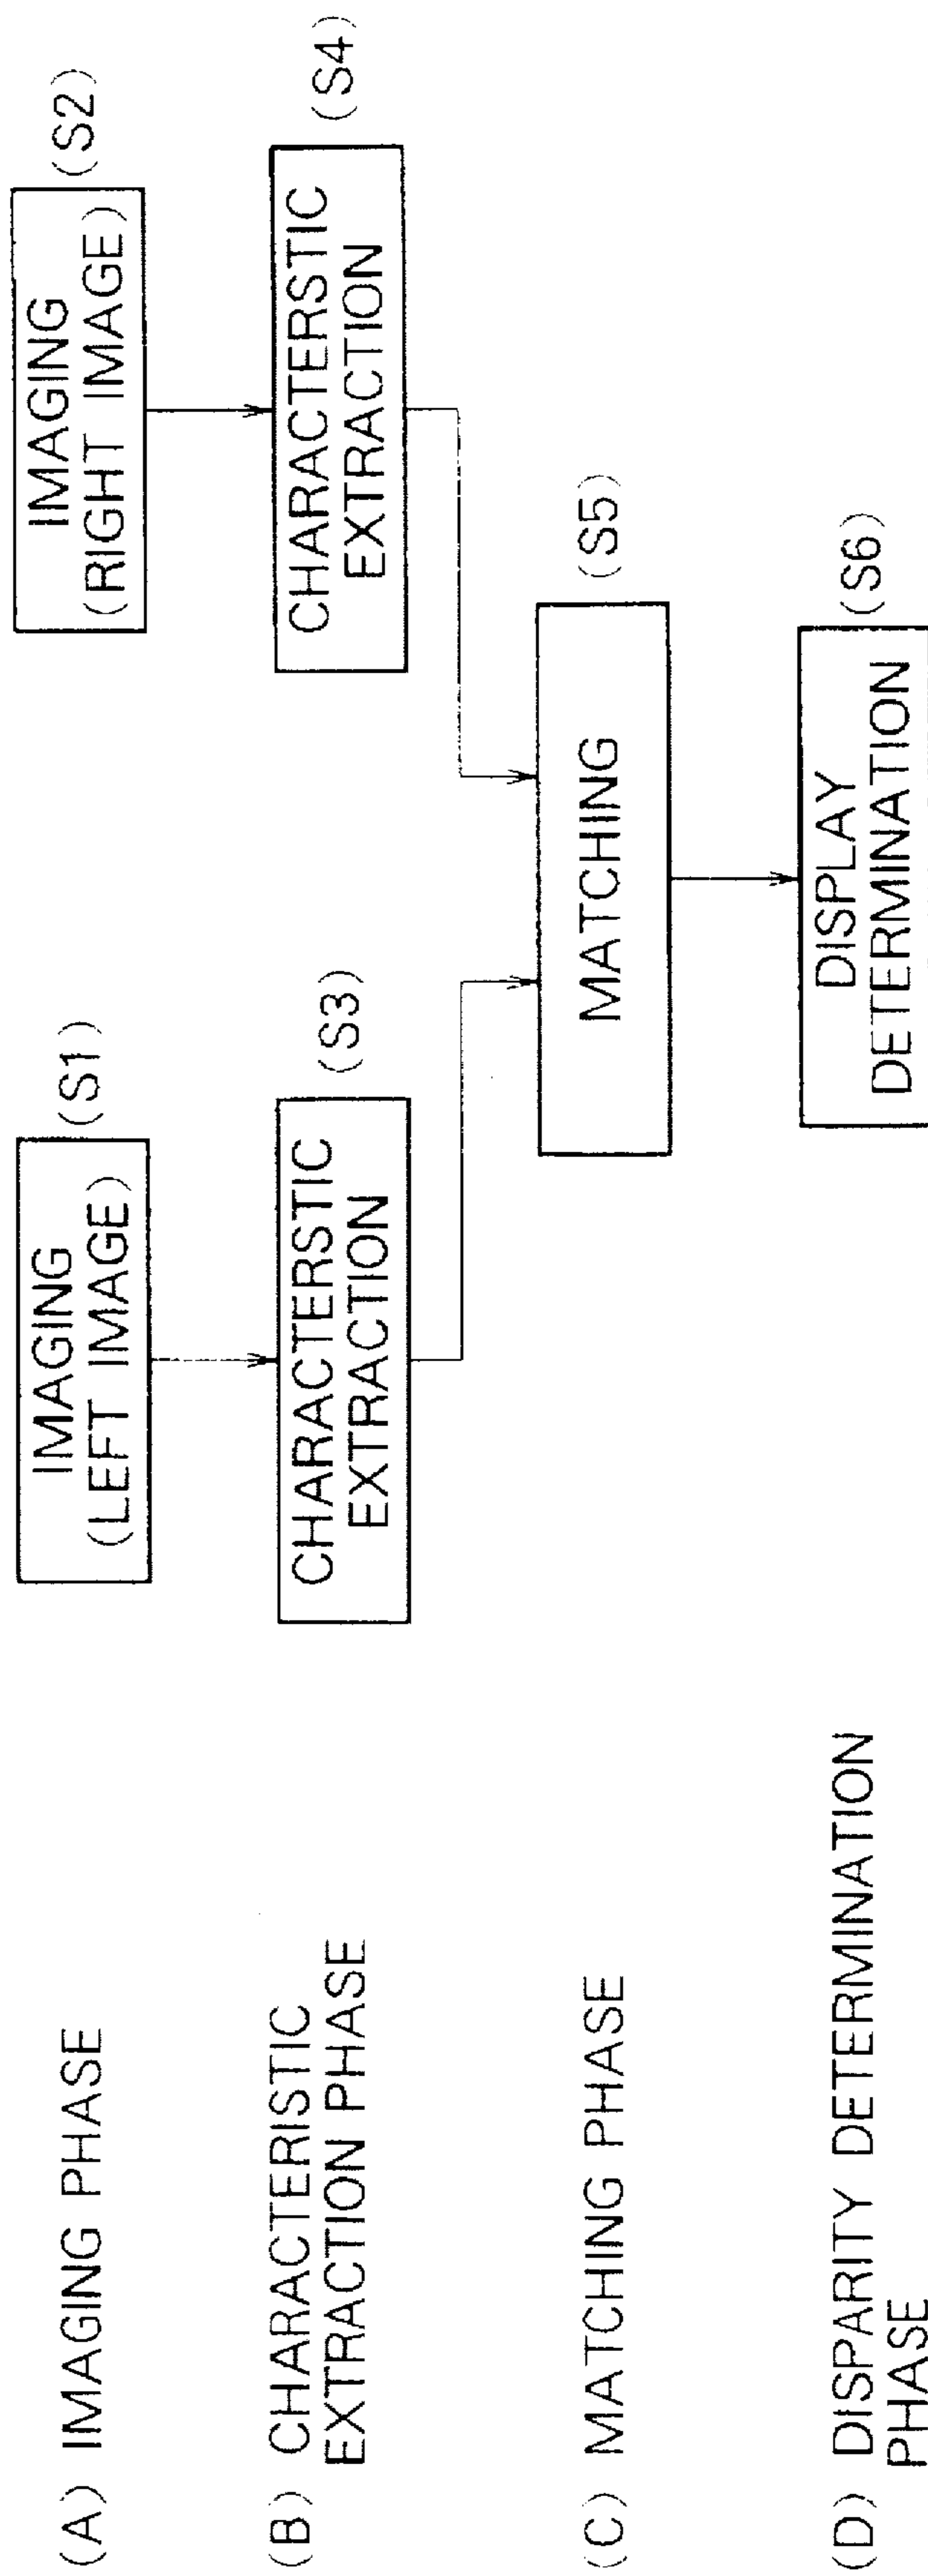 (A) IMAGING PHASE
IMAGING
(LEFT IMAGE)
(S1)
IMAGING
(RIGHT IMAGE)
(S2)
(B) CHARACTERISTIC
EXTRACTION PHASE
CHARACTERSTIC
EXTRACTION
(S3)
CHARACTERSTIC
EXTRACTION
(S4)
(C) MATCHING PHASE
MATCHING
(S5)
(D) DISPARITY DETERMINATION
PHASE
DISPLAY
DETERMINATION
(S6)